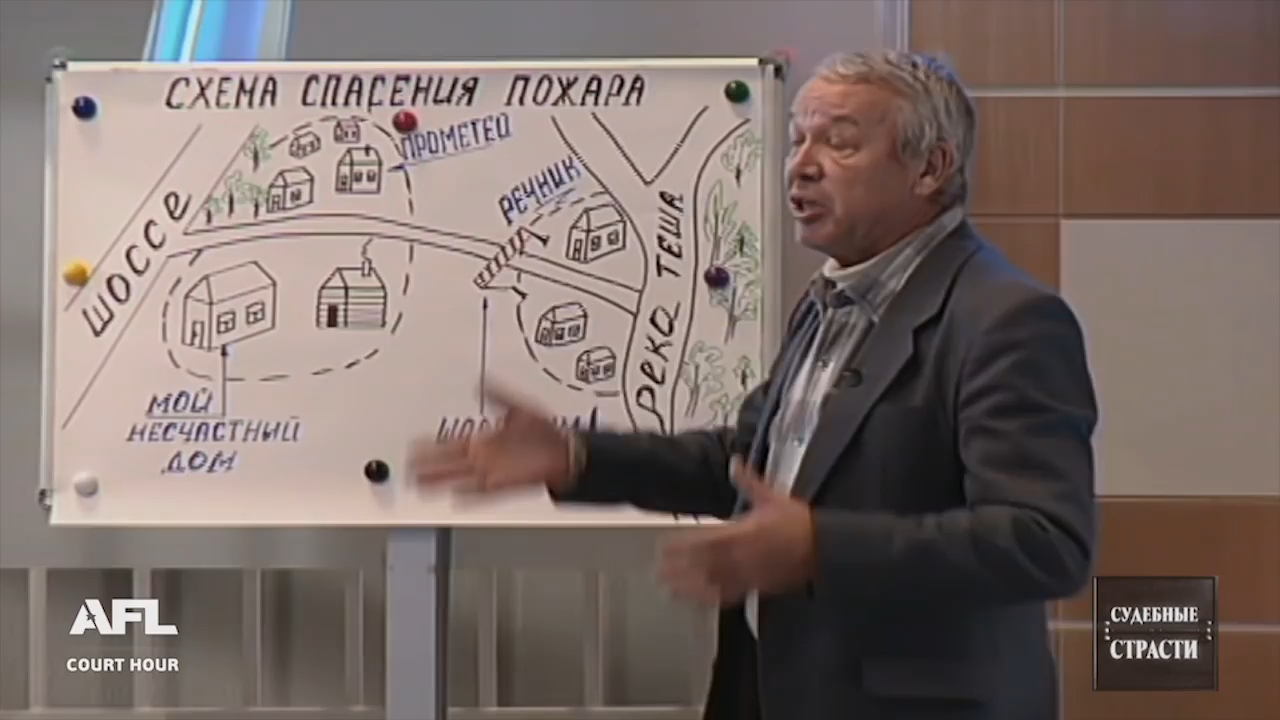 СХЕМА СПАСЕНИЯ ПОЖАРА
ПРОМЕТЕЙ
РЕЧНИК
ШОССЕ
РЕКА ТЕША
МОЙ
НЕСЧАСТНЫЙ
ДОМ
AFL
COURT HOUR
СУДЕБНЫЕ
СТРАСТИ